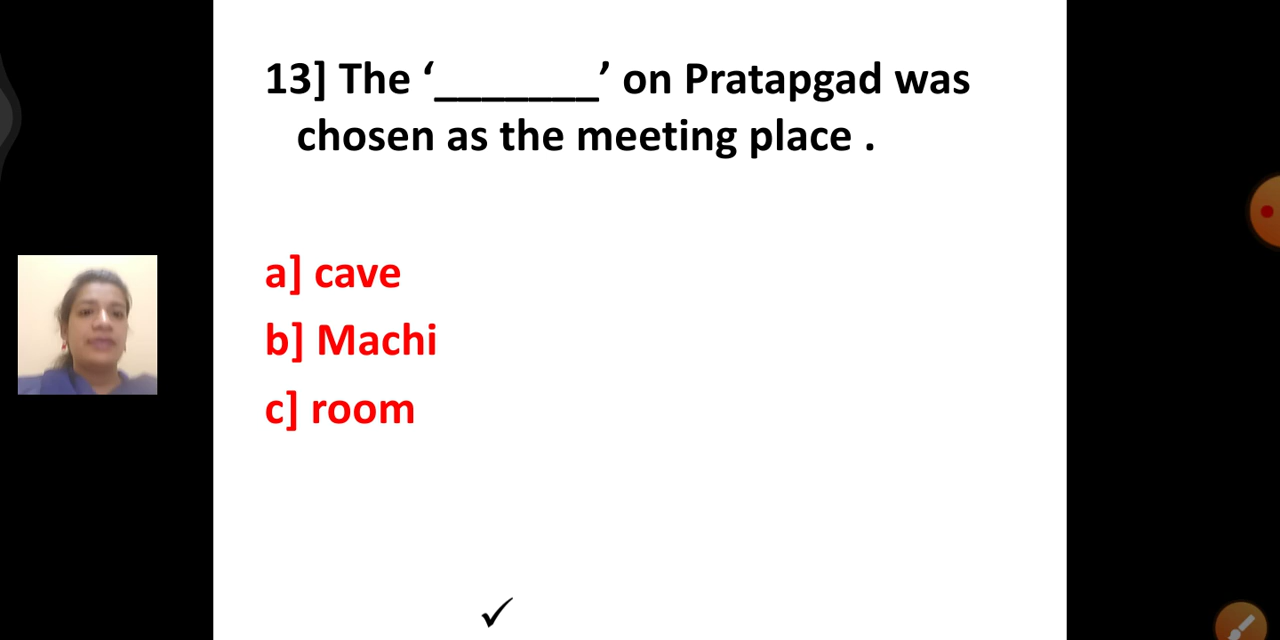 13] The ‘_______’ on Pratapgad was
chosen as the meeting place .
a] cave
b] Machi
c] room